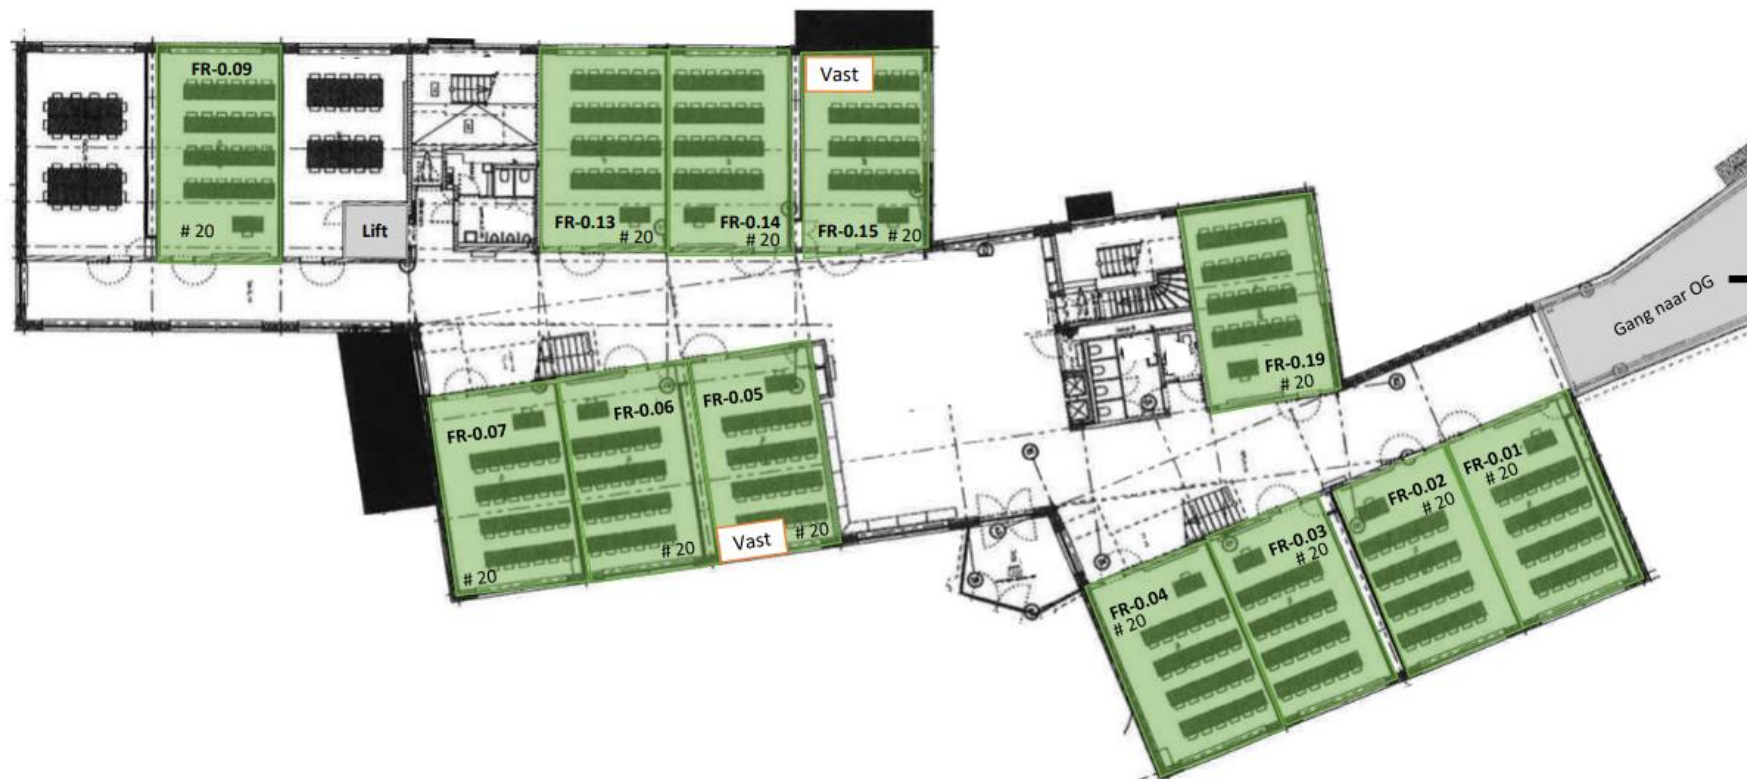 FR-0.09
# 20
Lift
FR-0.13
# 20
FR-0.14
# 20
Vast
FR-0.15
# 20
FR-0.19
# 20
Gang naar OG
FR-0.07
# 20
FR-0.06
# 20
FR-0.05
Vast
# 20
FR-0.04
# 20
FR-0.03
# 20
FR-0.02
# 20
FR-0.01
# 20